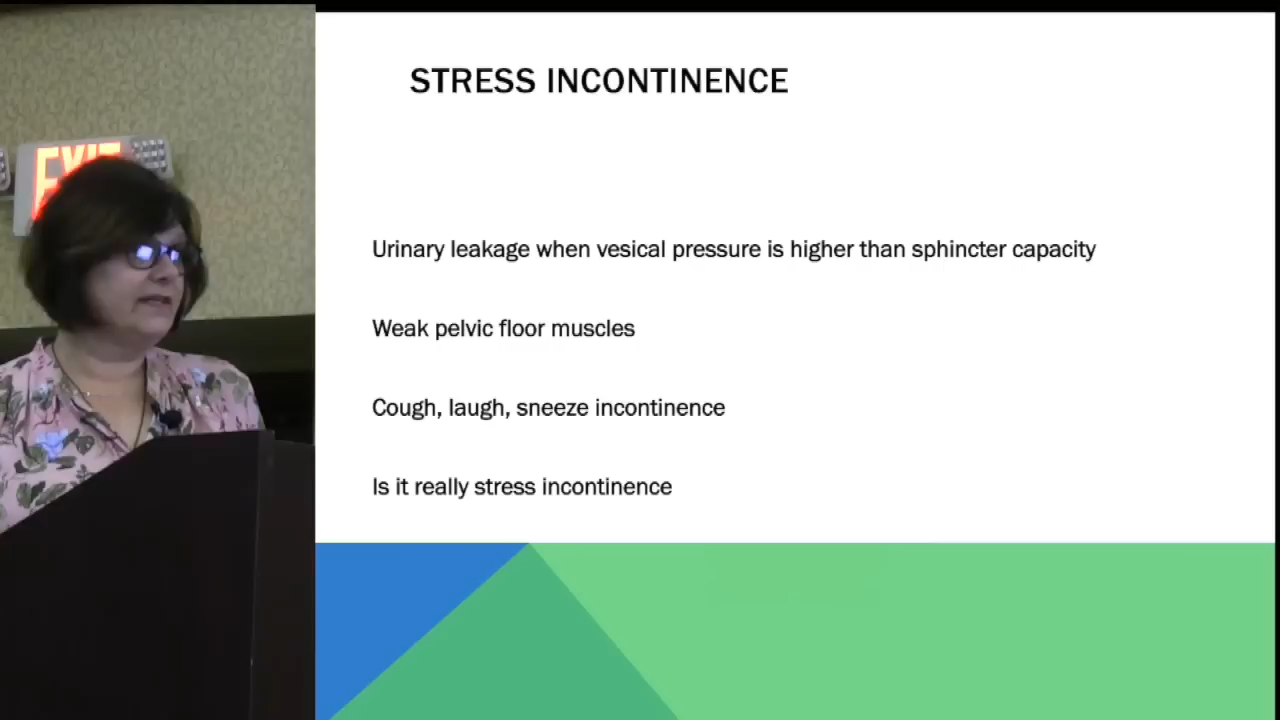 EXIT
STRESS INCONTINENCE
Urinary leakage when vesical pressure is higher than sphincter capacity
Weak pelvic floor muscles
Cough, laugh, sneeze incontinence
Is it really stress incontinence